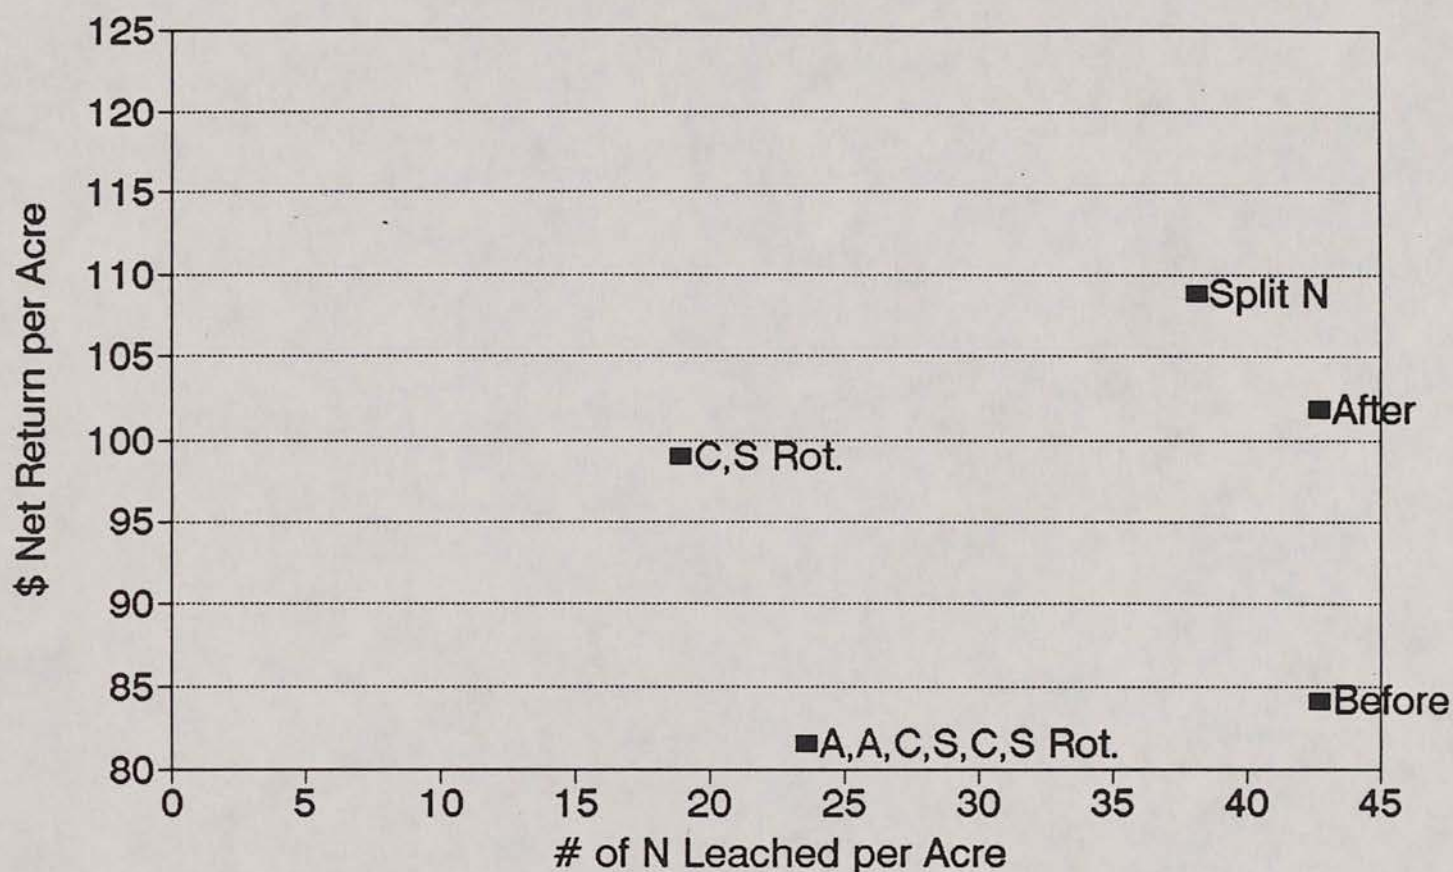 $ Net Return per Acre
125
120
115
110
105
100
95
90
85
80
Split N
After
C,S Rot.
Before
A,A,C,S,C,S Rot.
0 5 10 15 20 25 30 35 40 45
# of N Leached per Acre